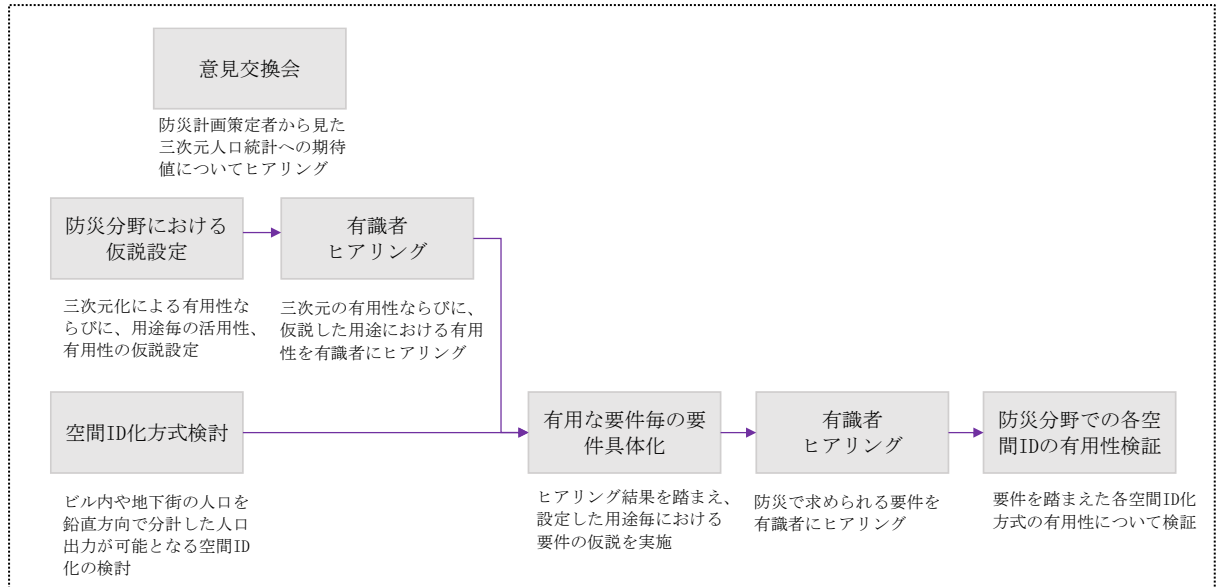 意見交換会
防災計画策定者から見た
三次元人口統計への期待
値についてヒアリング
防災分野における
仮説設定
三次元化による有用性な
らびに、用途毎の活用性、
有用性の仮説設定
有識者
ヒアリング
三次元の有用性ならびに、
仮説した用途における有用
性を有識者にヒアリング
空間ID化方式検討
ビル内や地下街の人口を
鉛直方向で分計した人口
出力が可能となる空間ID
化の検討
有用な要件毎の要
件具体化
ヒアリング結果を踏まえ、
設定した用途毎における
要件の仮説を実施
有識者
ヒアリング
防災で求められる要件を
有識者にヒアリング
防災分野での各空
間IDの有用性検証
要件を踏まえた各空間ID化
方式の有用性について検証